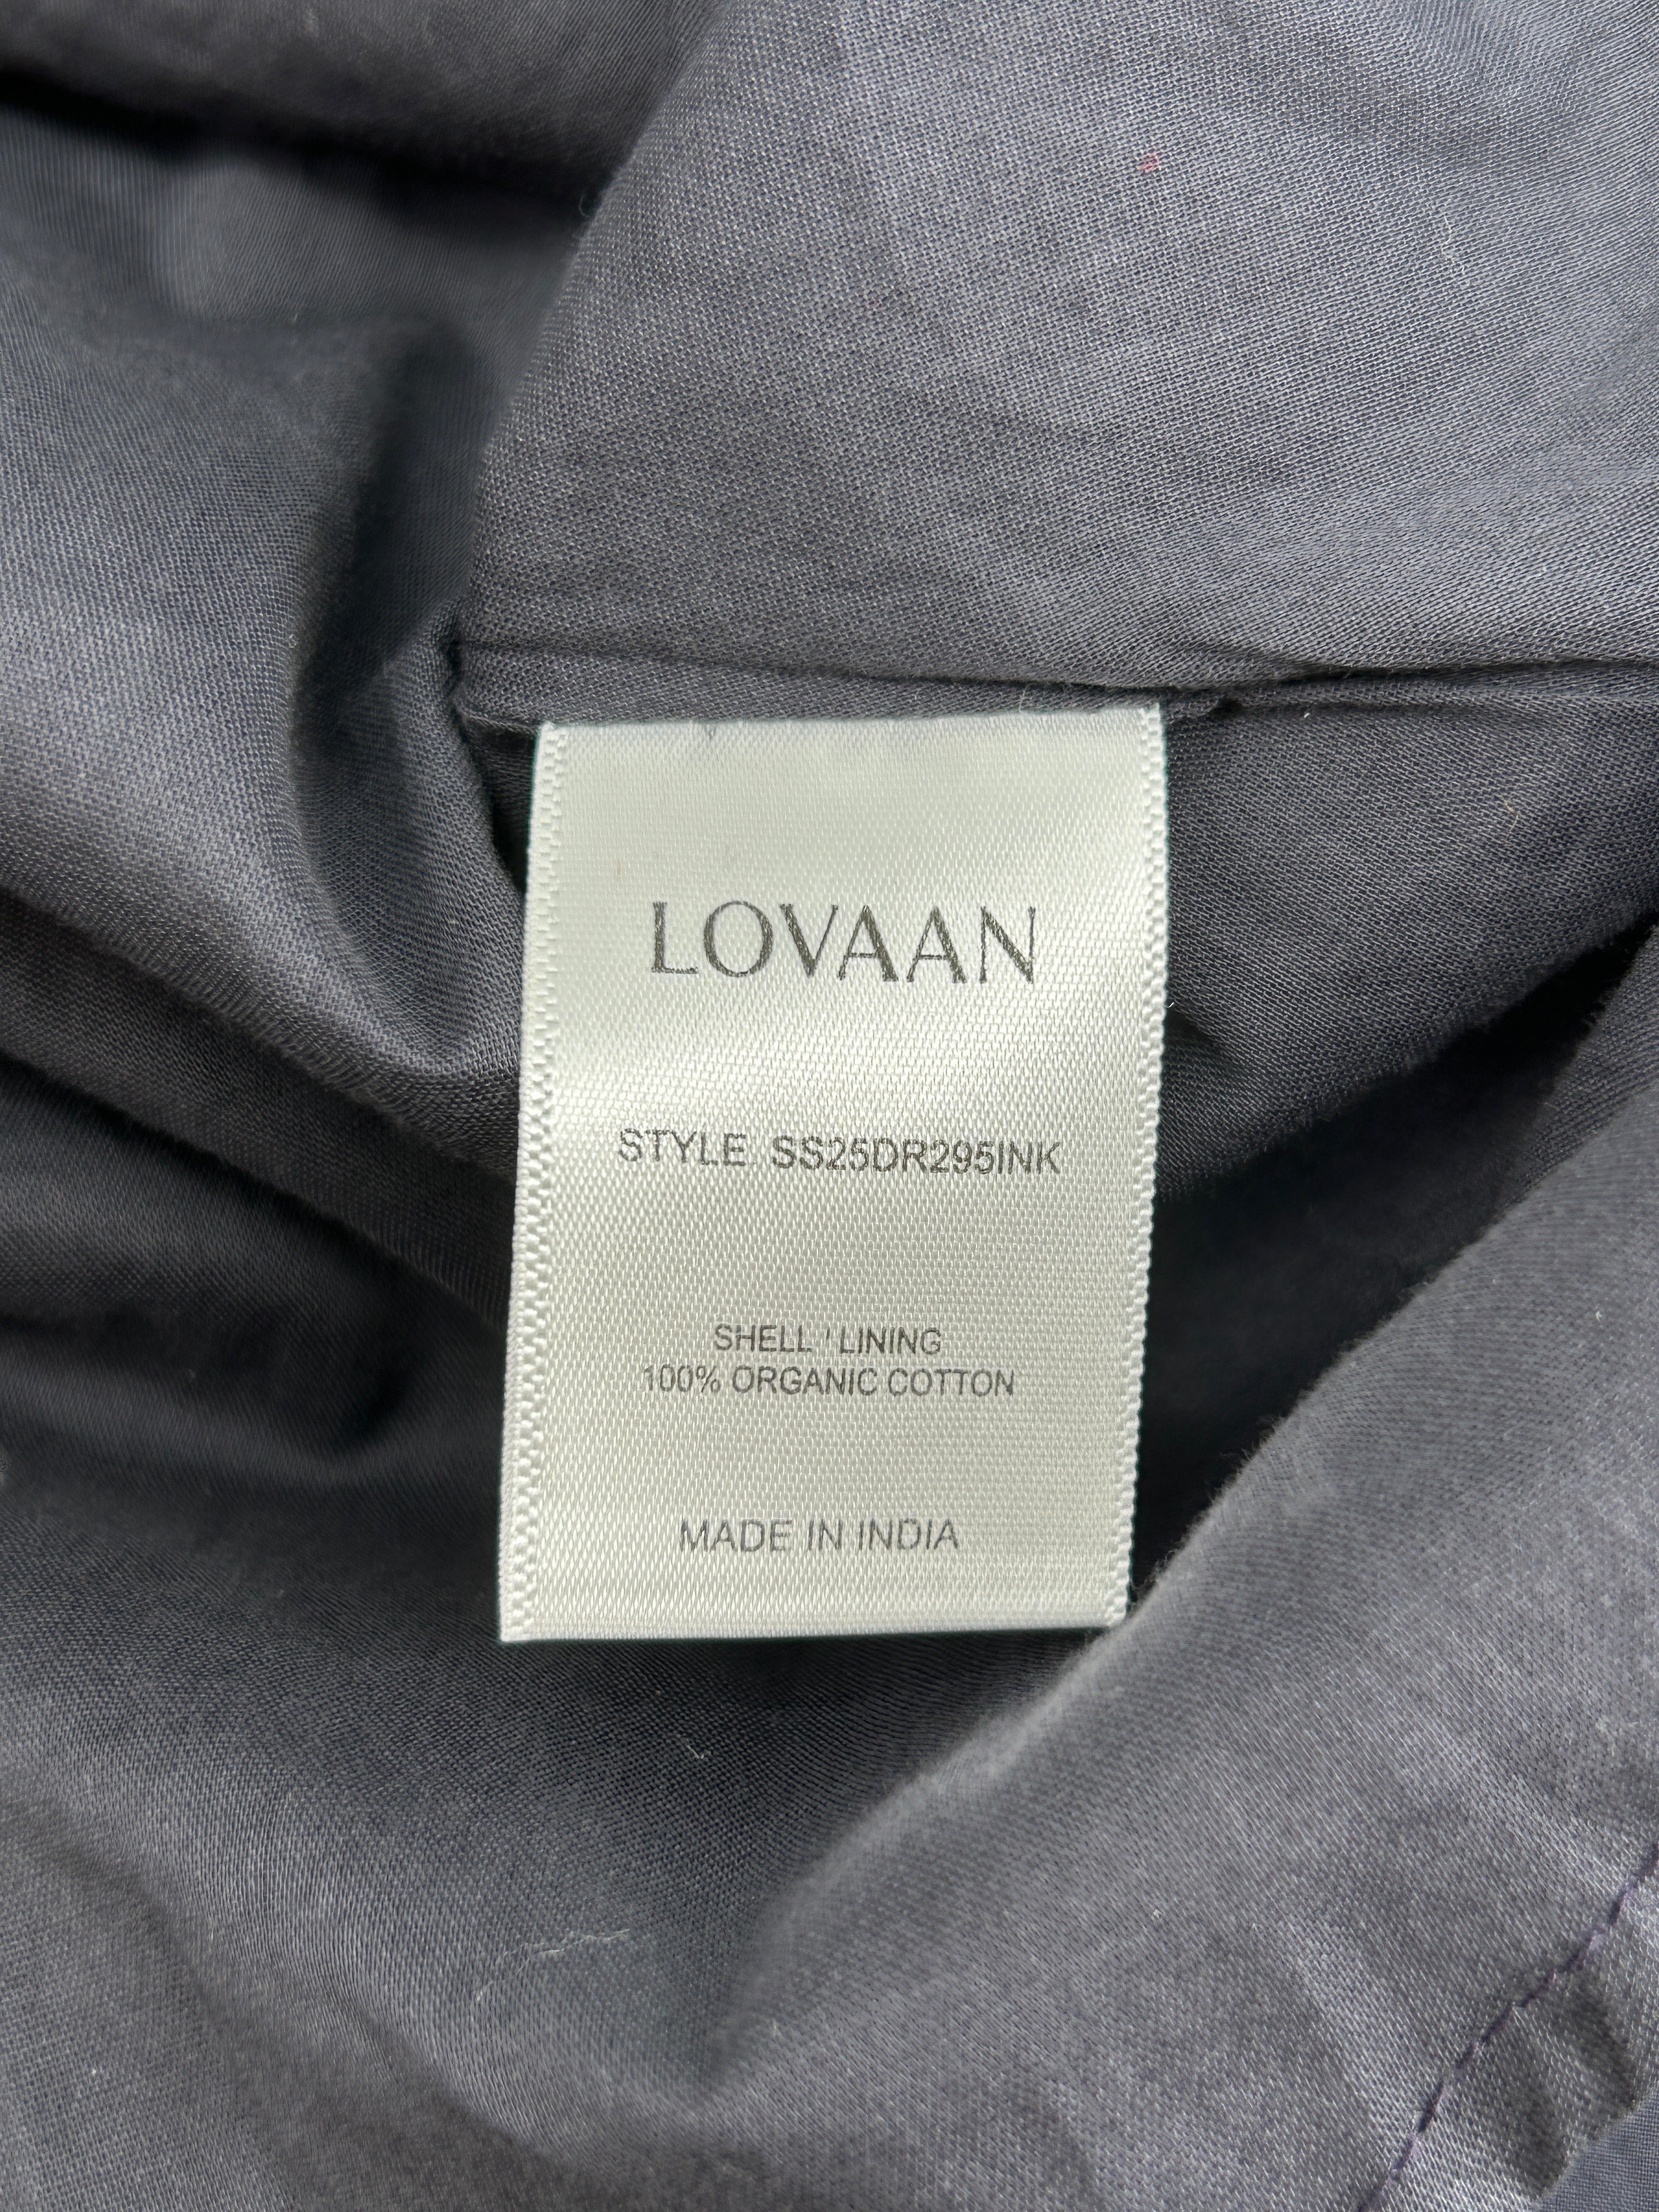 LOVAAN
STYLE SS25DR295INK
SHELL / LINING
100% ORGANIC COTTON
MADE IN INDIA